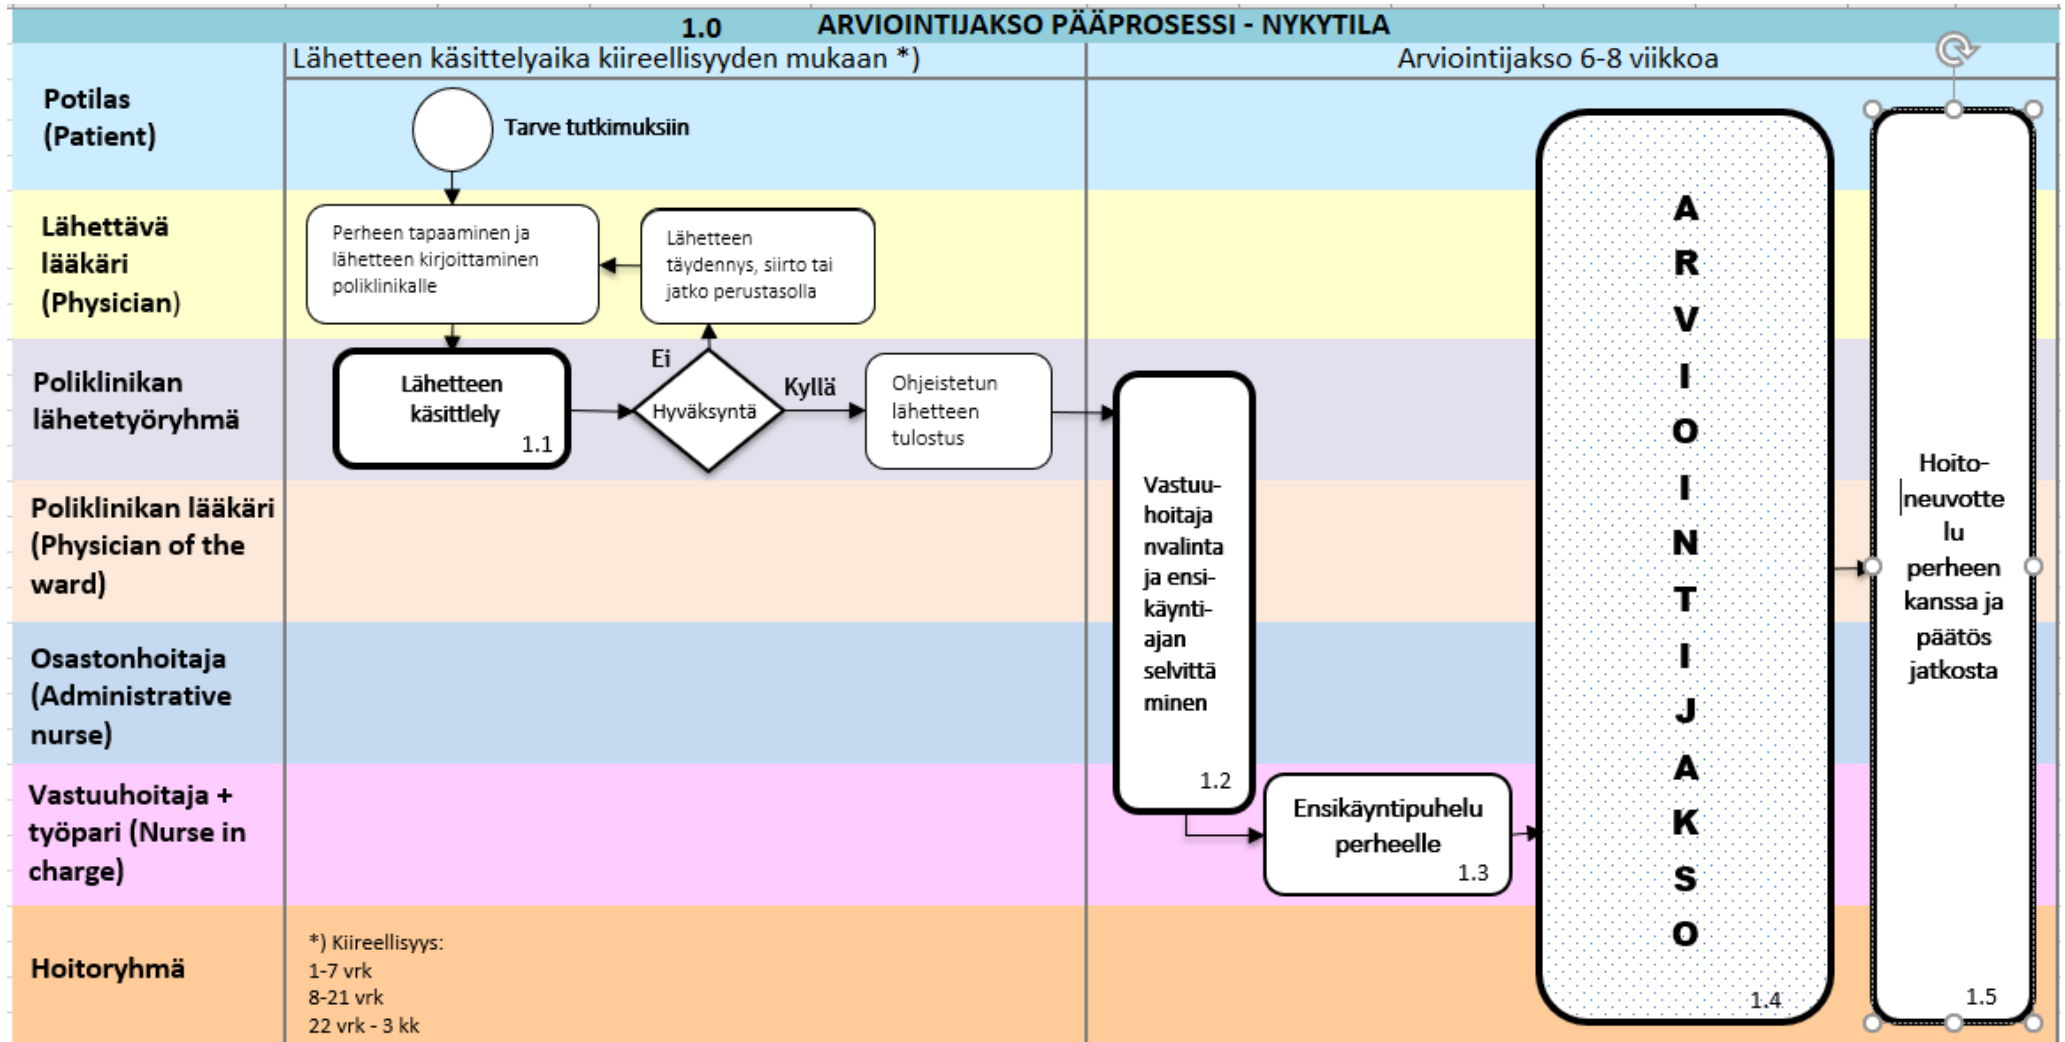 1.0 ARVIOINTIJAKSO PÄÄPROSESSI - NYKYTILA
Lähetteen käsittelyaika kiireellisyyden mukaan *)
Arviointijakso 6-8 viikkoa
Potilas
(Patient)
Tarve tutkimuksiin
Lähettävä
lääkäri
(Physician)
Perheen tapaaminen ja
lähetteen kirjoittaminen
poliklinikalle
Lähetteen
täydennys, siirto tai
jatko perustasolla
Poliklinikan
lähetetyöryhmä
Lähetteen
käsittlely
1.1
Ei
Hyväksyntä
Kyllä
Ohjeistetun
lähetteen
tulostus
Poliklinikan lääkäri
(Physician of the
ward)
Osastonhoitaja
(Administrative
nurse)
Vastuu-
hoitaja
nvalinta
ja ensi-
käynti-
ajan
selvittä
minen
1.2
Vastuuhoitaja +
työpari (Nurse in
charge)
Ensikäyntipuhelu
perheelle
1.3
A
R
V
I
O
I
N
T
I
J
A
K
S
O
1.4
Hoito-
neuvotte
lu
perheen
kanssa ja
päätös
jatkosta
1.5
Hoitoryhmä
*) Kiireellisyys:
1-7 vrk
8-21 vrk
22 vrk - 3 kk